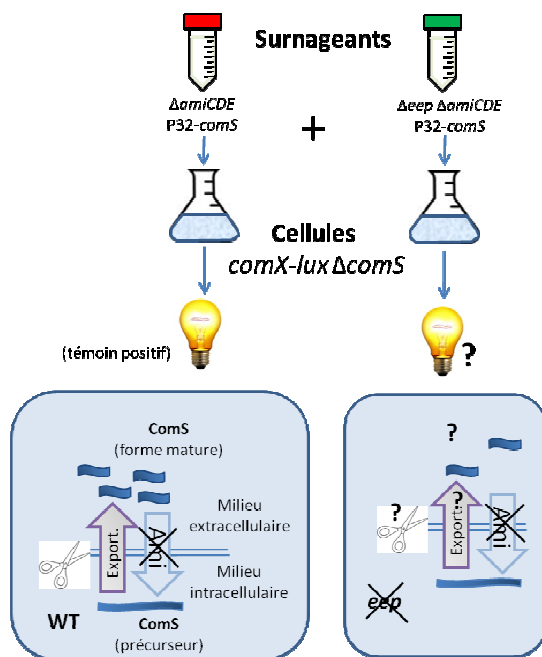 Surnageants
ΔamiCDE
P32-comS
+
Δeep ΔamiCDE
P32-comS
Cellules
comX-lux ΔcomS
(témoin positif)
?
ComS
(forme mature)
Milieu
extracellulaire
Export.
Ami
Milieu
intracellulaire
WT
ComS
(précurseur)
?
?
?
Export.
Ami
eep